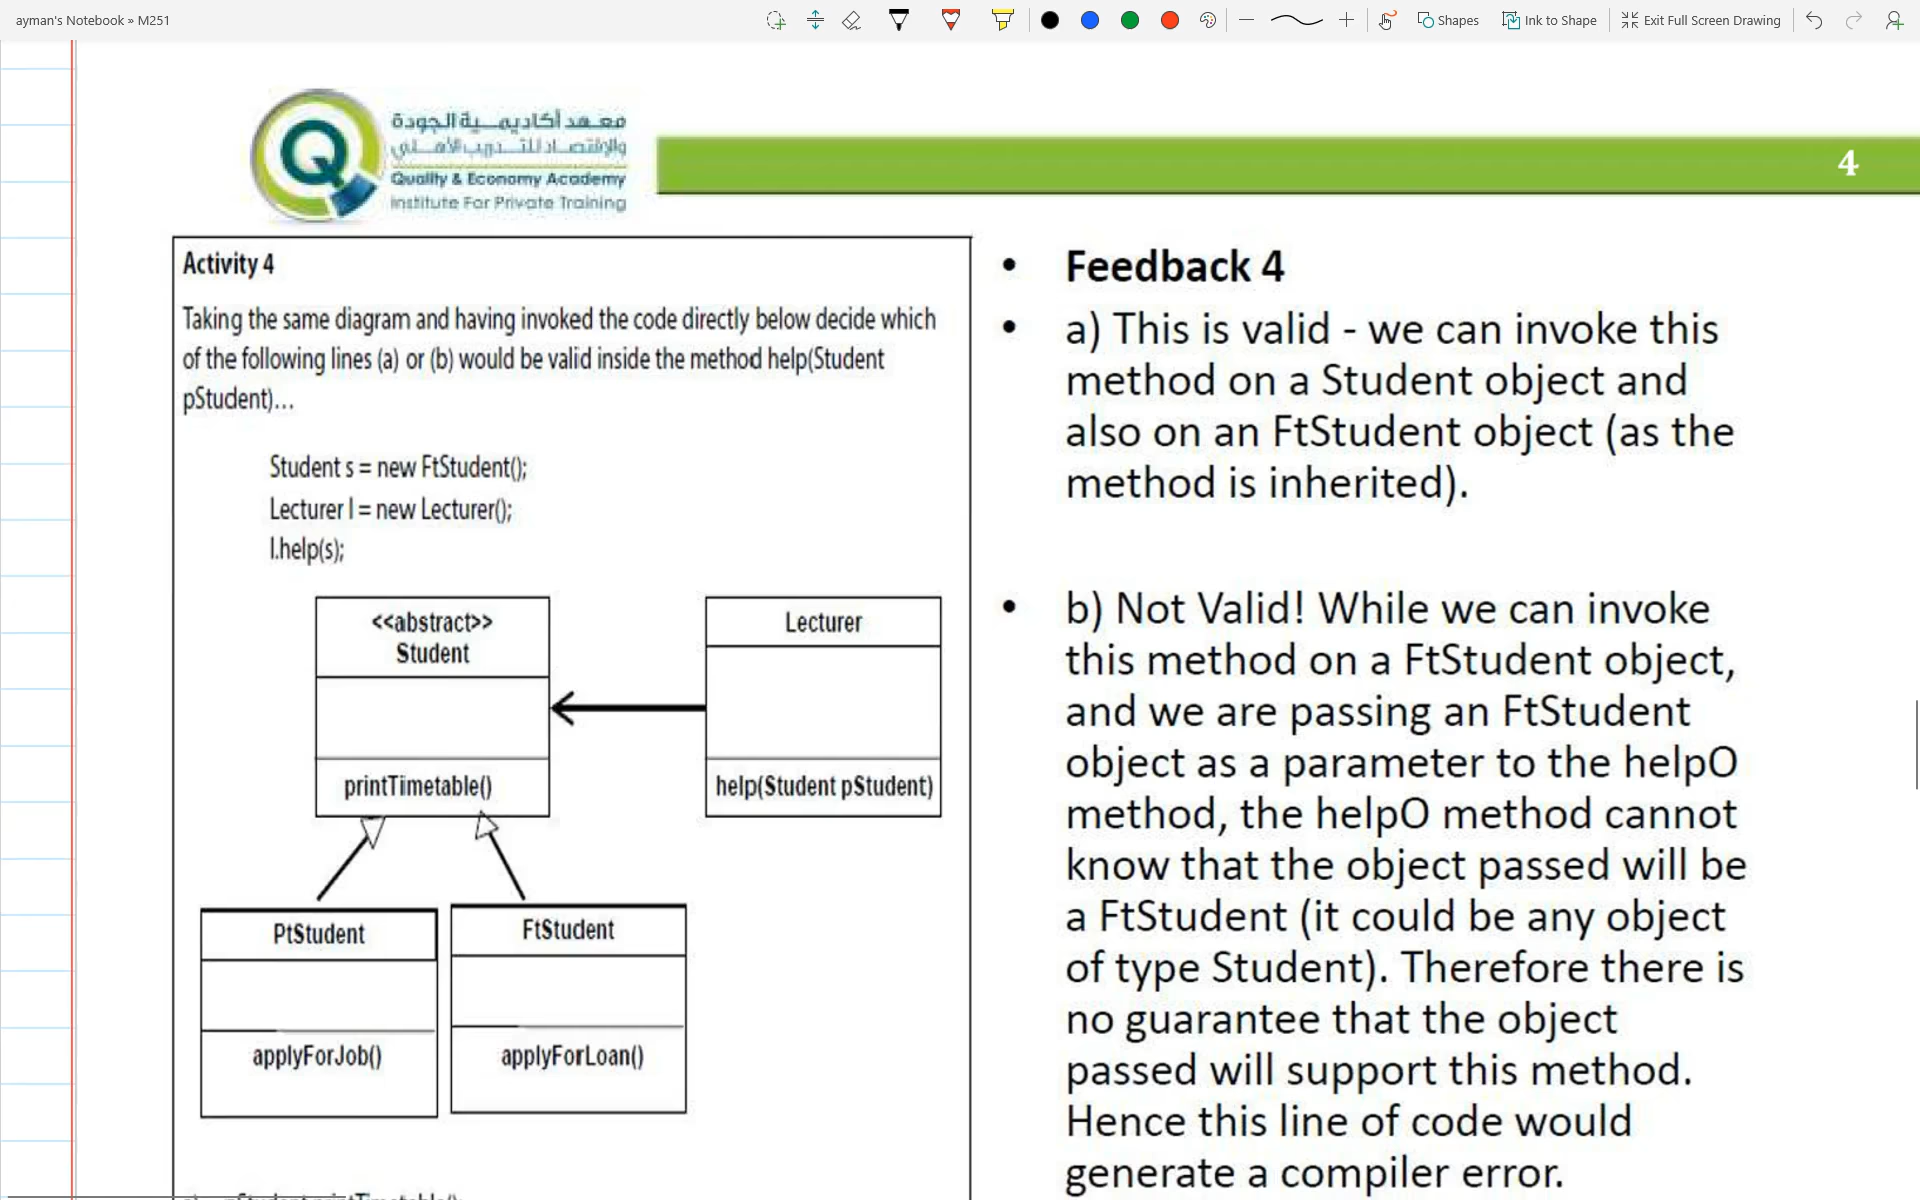 ayman's Notebook » M251
Shapes
Ink to Shape
Exit Full Screen Drawing
معهد أكاديمية الجودة
والإقتصاد للتدريب الأهلي
Quality & Economy Academy
Institute For Private Training
4
Activity 4
Taking the same diagram and having invoked the code directly below decide which
of the following lines (a) or (b) would be valid inside the method help(Student
pStudent)...
Student s = new FtStudent();
Lecturer l = new Lecturer();
l.help(s);
<<abstract>>
Student
printTimetable()
Lecturer
help(Student pStudent)
PtStudent
applyForJob()
FtStudent
applyForLoan()
pStudent.printTimetable();
• Feedback 4
• a) This is valid - we can invoke this
method on a Student object and
also on an FtStudent object (as the
method is inherited).
• b) Not Valid! While we can invoke
this method on a FtStudent object,
and we are passing an FtStudent
object as a parameter to the helpO
method, the helpO method cannot
know that the object passed will be
a FtStudent (it could be any object
of type Student). Therefore there is
no guarantee that the object
passed will support this method.
Hence this line of code would
generate a compiler error.